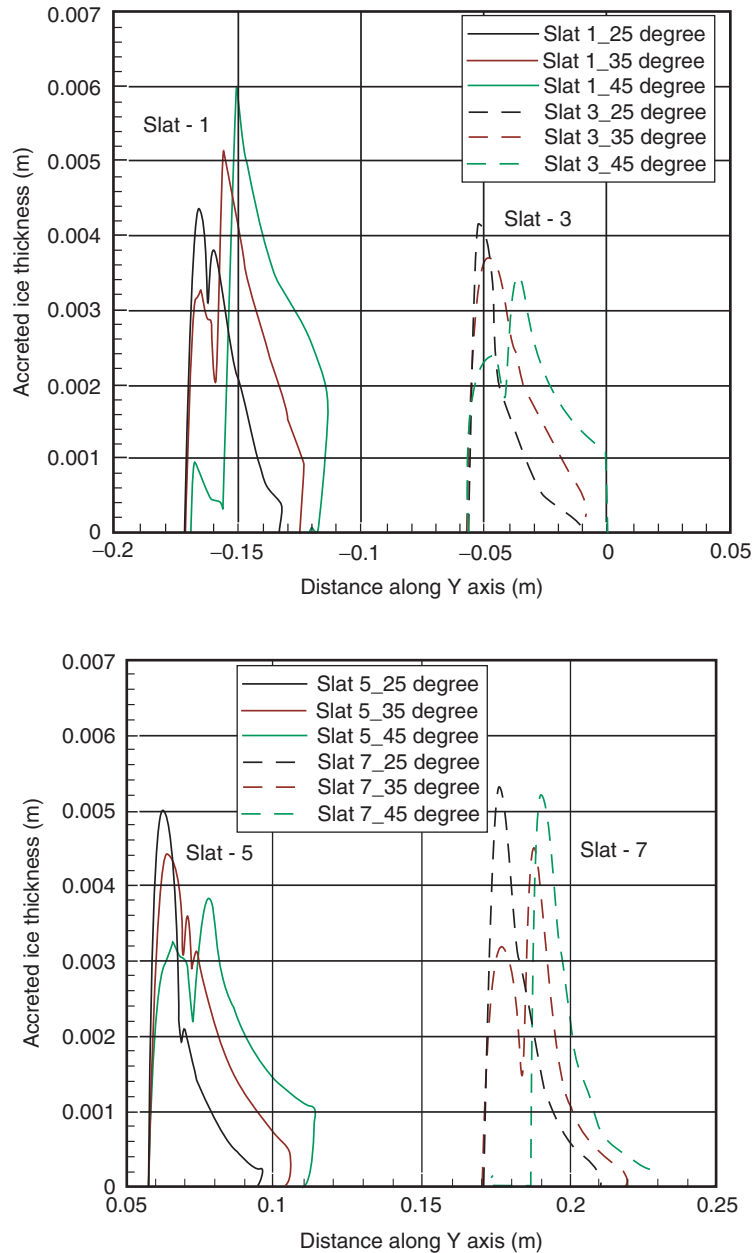 0.007
0.006
0.005
0.004
0.003
0.002
0.001
0
Accreted ice thickness (m)
Slat - 1
Slat - 3
Slat 1_25 degree
Slat 1_35 degree
Slat 1_45 degree
Slat 3_25 degree
Slat 3_35 degree
Slat 3_45 degree
−0.2 −0.15 −0.1 −0.05 0 0.05
Distance along Y axis (m)
0.007
0.006
0.005
0.004
0.003
0.002
0.001
0
Accreted ice thickness (m)
Slat 5_25 degree
Slat 5_35 degree
Slat 5_45 degree
Slat 7_25 degree
Slat 7_35 degree
Slat 7_45 degree
Slat - 5
Slat - 7
0.05 0.1 0.15 0.2 0.25
Distance along Y axis (m)